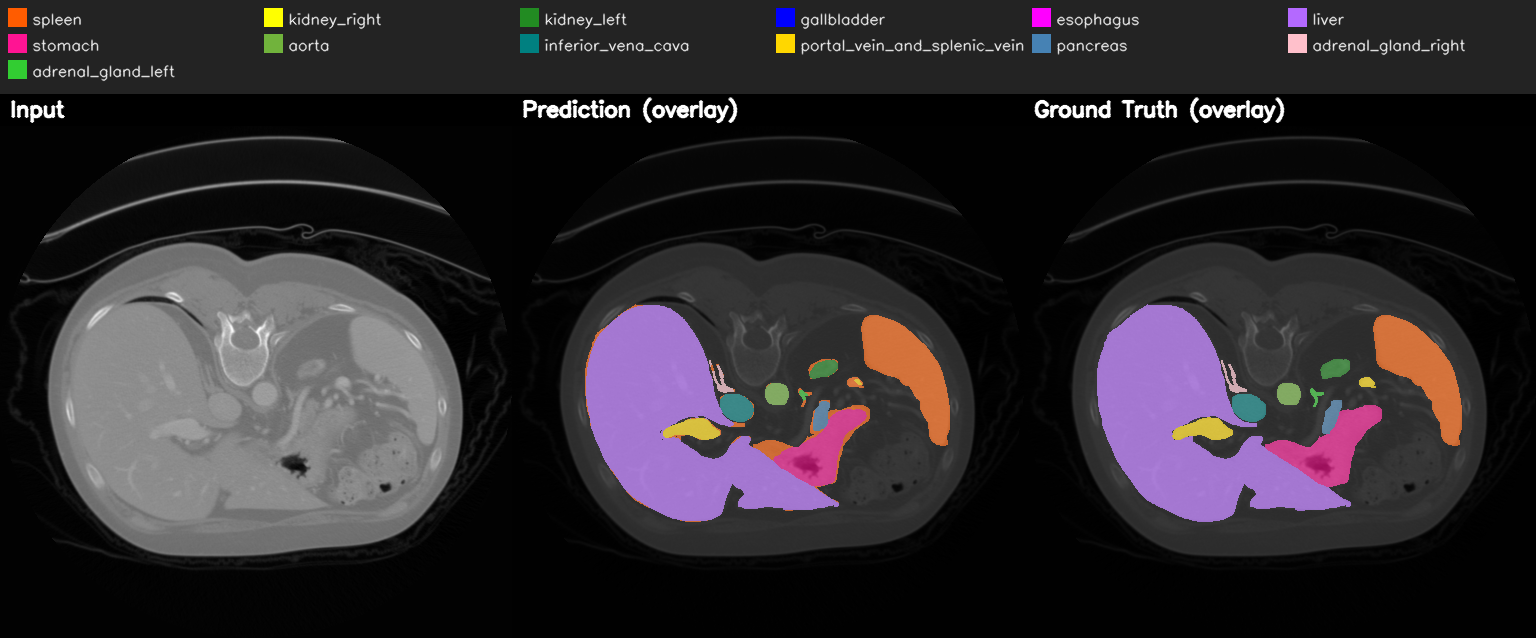 spleen kidney_right kidney_left gallbladder esophagus liver
stomach aorta inferior_vena_cava portal_vein_and_splenic_vein pancreas adrenal_gland_right
adrenal_gland_left
Input Prediction (overlay) Ground Truth (overlay)